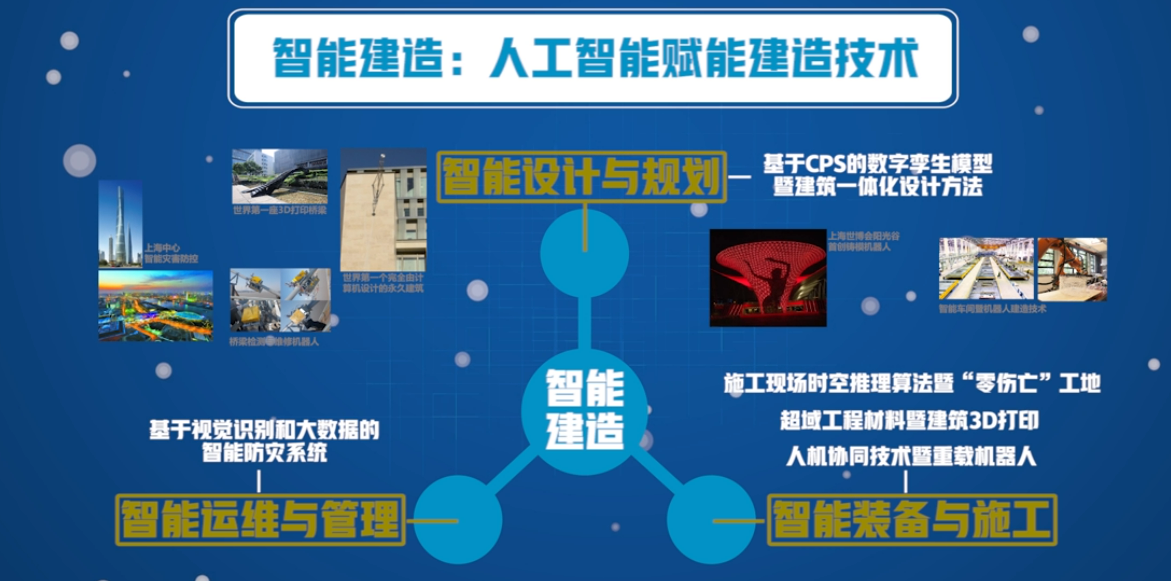 智能建造：人工智能赋能建造技术
智能设计与规划
基于CPS的数字孪生模型
暨建筑一体化设计方法
世界第一座3D打印桥梁
上海中心
智能灾害防控
世界第一个完全由计
算机设计的永久建筑
桥梁检测与维修机器人
上海世博会阳光谷
首创铸模机器人
智能车间暨机器人建造技术
智能
建造
施工现场时空推理算法暨“零伤亡”工地
超域工程材料暨建筑3D打印
人机协同技术暨重载机器人
基于视觉识别和大数据的
智能防灾系统
智能运维与管理
智能装备与施工